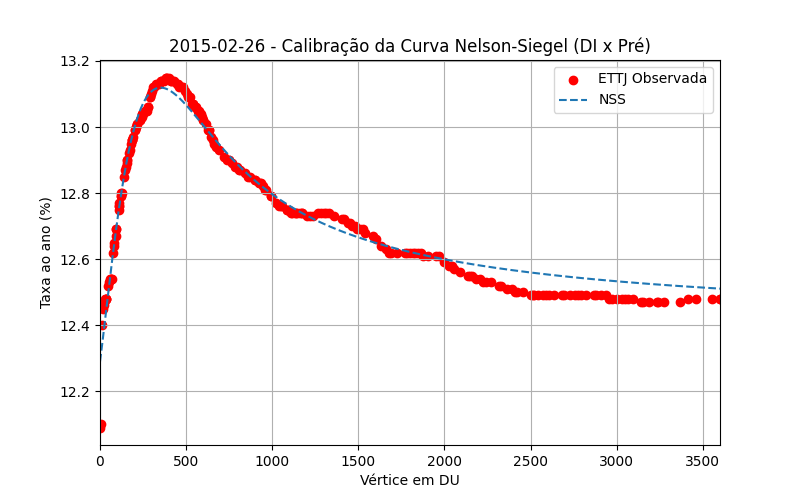 2015-02-26 - Calibração da Curva Nelson-Siegel (DI x Pré)
ETTJ Observada
NSS
Taxa ao ano (%)
13.2
13.0
12.8
12.6
12.4
12.2
0 500 1000 1500 2000 2500 3000 3500
Vértice em DU